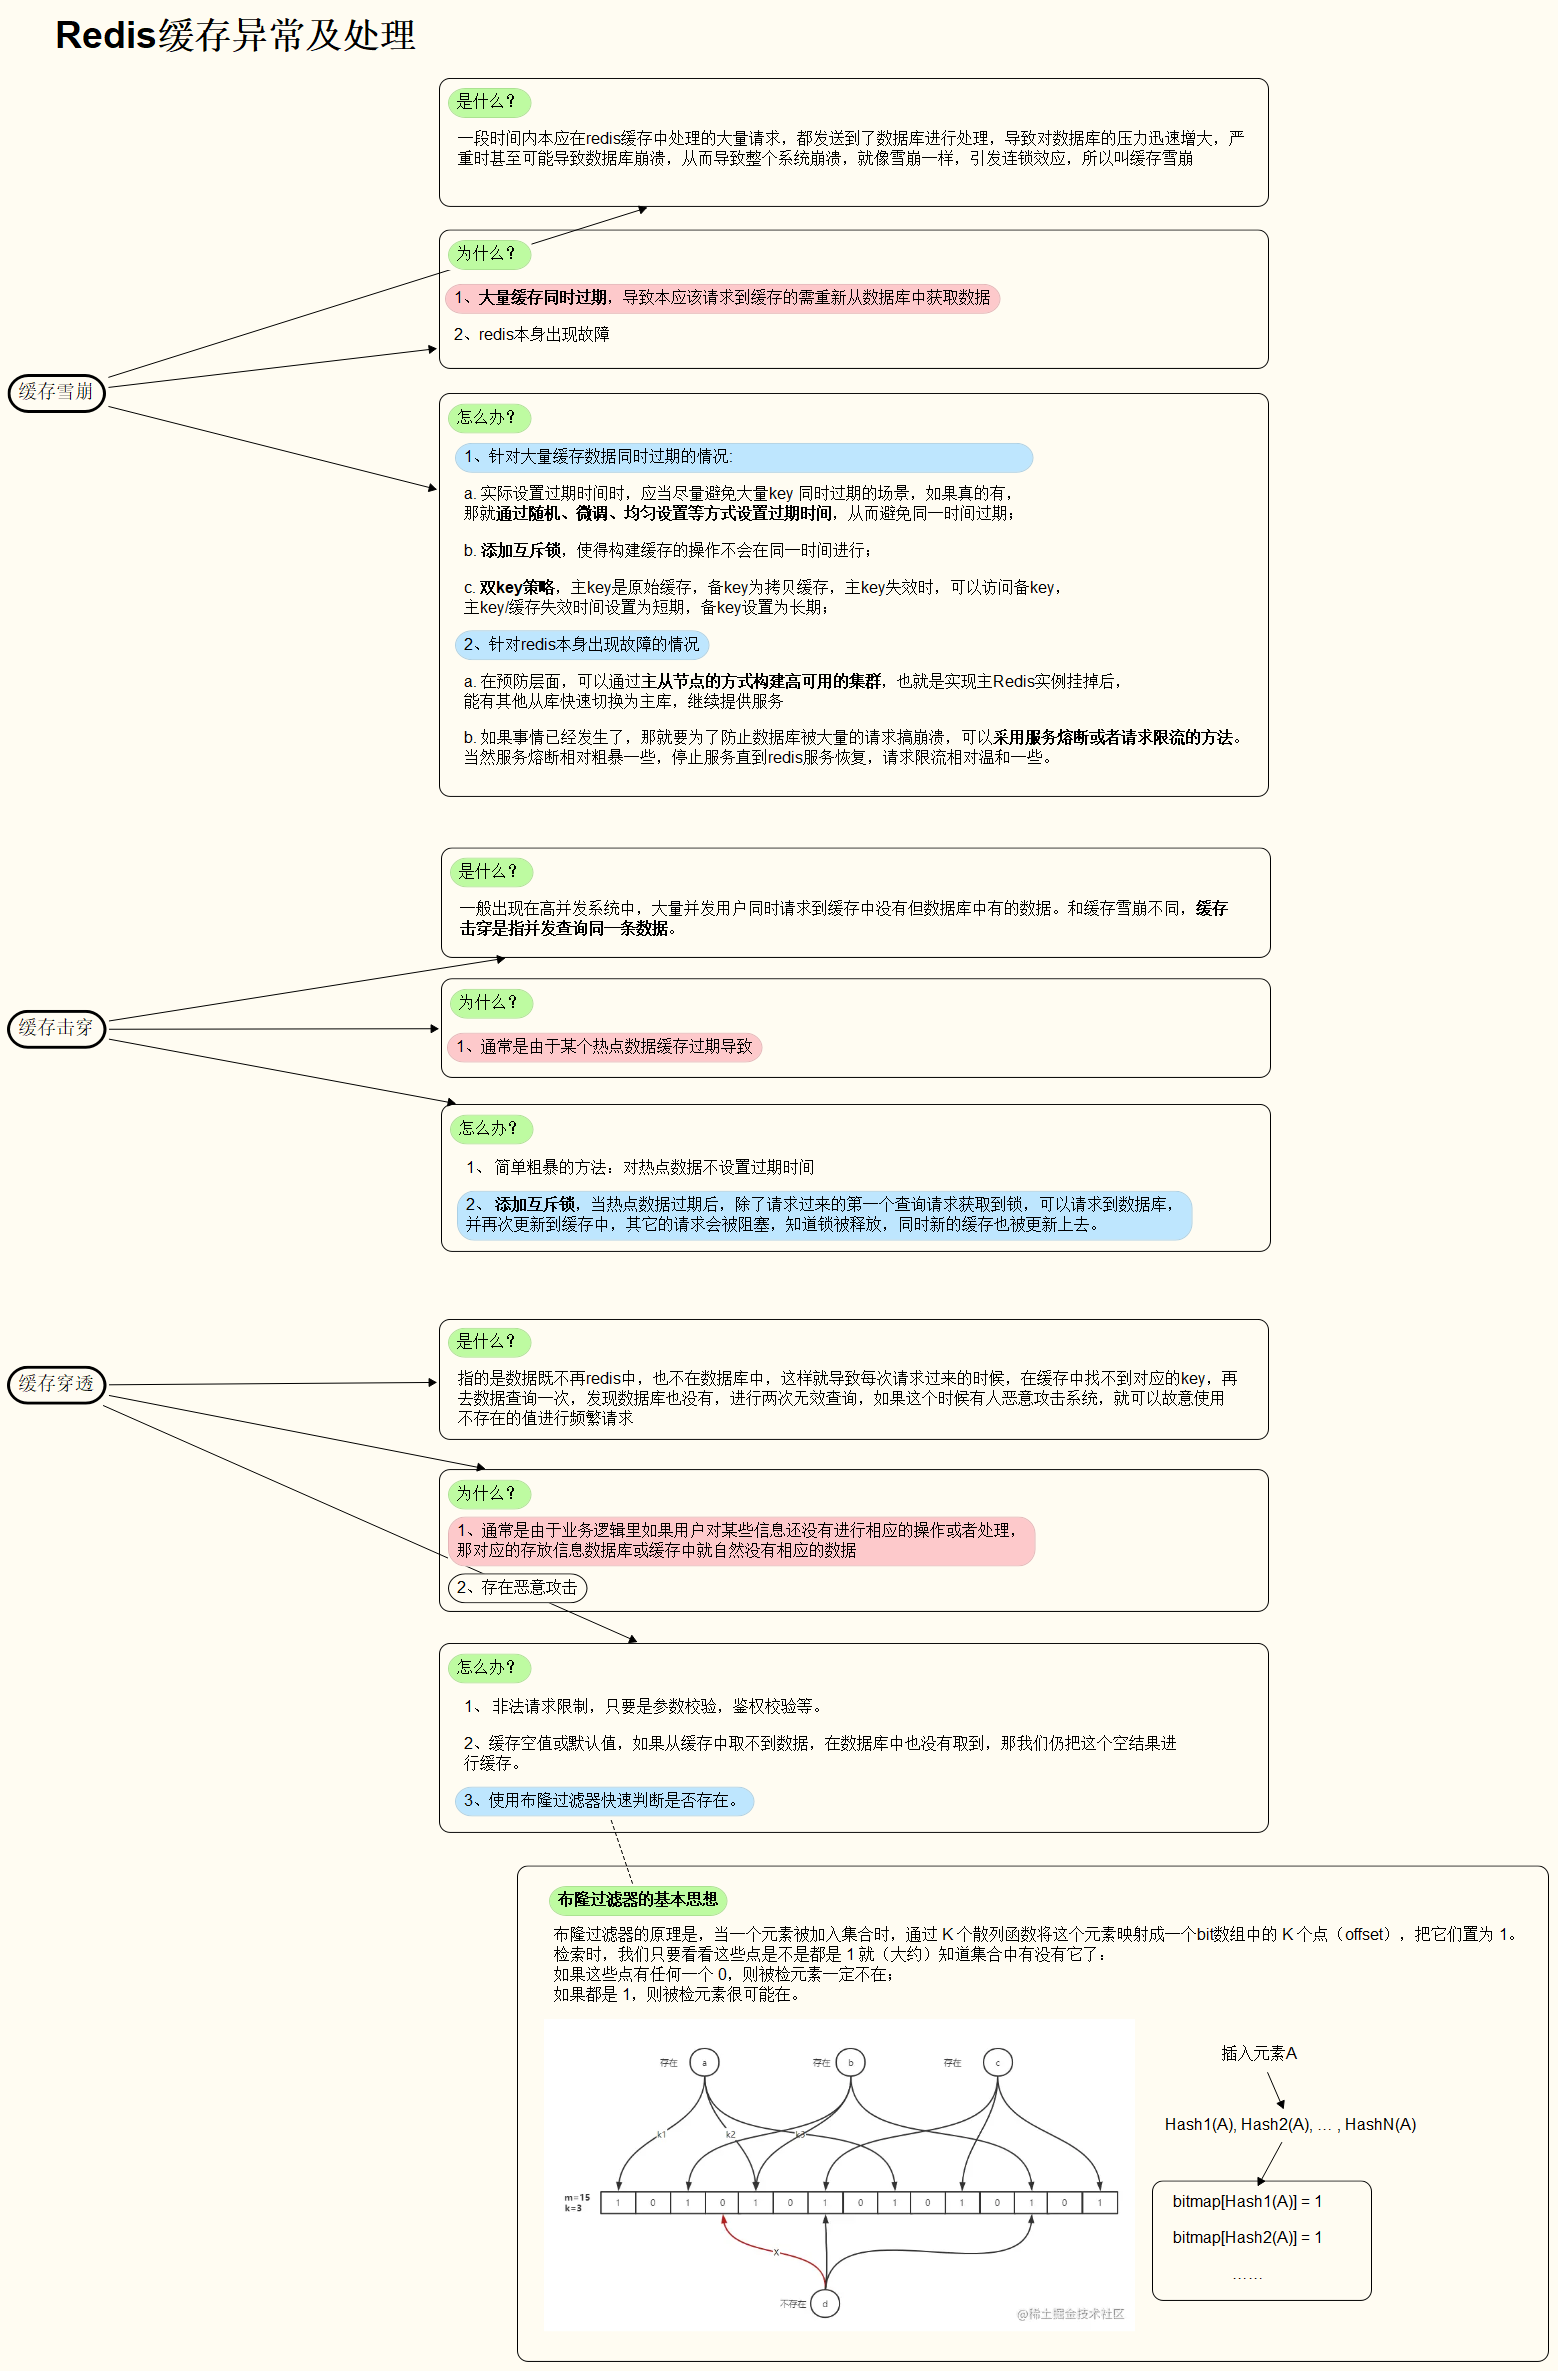 Redis缓存异常及处理
是什么？
一段时间内本应在redis缓存中处理的大量请求，都发送到了数据库进行处理，导致对数据库的压力迅速增大，严
重时甚至可能导致数据库崩溃，从而导致整个系统崩溃，就像雪崩一样，引发连锁效应，所以叫缓存雪崩
为什么？
1、大量缓存同时过期，导致本应该请求到缓存的需重新从数据库中获取数据
2、redis本身出现故障
缓存雪崩
怎么办？
1、针对大量缓存数据同时过期的情况:
a. 实际设置过期时间时，应当尽量避免大量key 同时过期的场景，如果真的有，
那就通过随机、微调、均匀设置等方式设置过期时间，从而避免同一时间过期；
b. 添加互斥锁，使得构建缓存的操作不会在同一时间进行；
c. 双key策略，主key是原始缓存，备key为拷贝缓存，主key失效时，可以访问备key，
主key/缓存失效时间设置为短期，备key设置为长期；
2、针对redis本身出现故障的情况
a. 在预防层面，可以通过主从节点的方式构建高可用的集群，也就是实现主Redis实例挂掉后，
能有其他从库快速切换为主库，继续提供服务
b. 如果事情已经发生了，那就要为了防止数据库被大量的请求搞崩溃，可以采用服务熔断或者请求限流的方法。
当然服务熔断相对粗暴一些，停止服务直到redis服务恢复，请求限流相对温和一些。
是什么？
一般出现在高并发系统中，大量并发用户同时请求到缓存中没有但数据库中有的数据。和缓存雪崩不同，缓存
击穿是指并发查询同一条数据。
为什么？
缓存击穿
1、通常是由于某个热点数据缓存过期导致
怎么办？
1、 简单粗暴的方法：对热点数据不设置过期时间
2、 添加互斥锁，当热点数据过期后，除了请求过来的第一个查询请求获取到锁，可以请求到数据库，
并再次更新到缓存中，其它的请求会被阻塞，知道锁被释放，同时新的缓存也被更新上去。
是什么？
缓存穿透
指的是数据既不再redis中，也不在数据库中，这样就导致每次请求过来的时候，在缓存中找不到对应的key，再
去数据查询一次，发现数据库也没有，进行两次无效查询，如果这个时候有人恶意攻击系统，就可以故意使用
不存在的值进行频繁请求
为什么？
1、通常是由于业务逻辑里如果用户对某些信息还没有进行相应的操作或者处理，
那对应的存放信息数据库或缓存中就自然没有相应的数据
2、存在恶意攻击
怎么办？
1、 非法请求限制，只要是参数校验，鉴权校验等。
2、缓存空值或默认值，如果从缓存中取不到数据，在数据库中也没有取到，那我们仍把这个空结果进
行缓存。
3、使用布隆过滤器快速判断是否存在。
布隆过滤器的基本思想
布隆过滤器的原理是，当一个元素被加入集合时，通过 K 个散列函数将这个元素映射成一个bit数组中的 K 个点（offset），把它们置为 1。
检索时，我们只要看看这些点是不是都是 1 就（大约）知道集合中有没有它了：
如果这些点有任何一个 0，则被检元素一定不在；
如果都是 1，则被检元素很可能在。
存在 a 存在 b 存在 c
k1 k2 k3
m=15
k=3
1 0 1 0 1 0 1 0 1 0 1 0 1 0 1
X
不存在 d
@稀土掘金技术社区
插入元素A
Hash1(A), Hash2(A), … , HashN(A)
bitmap[Hash1(A)] = 1
bitmap[Hash2(A)] = 1
……